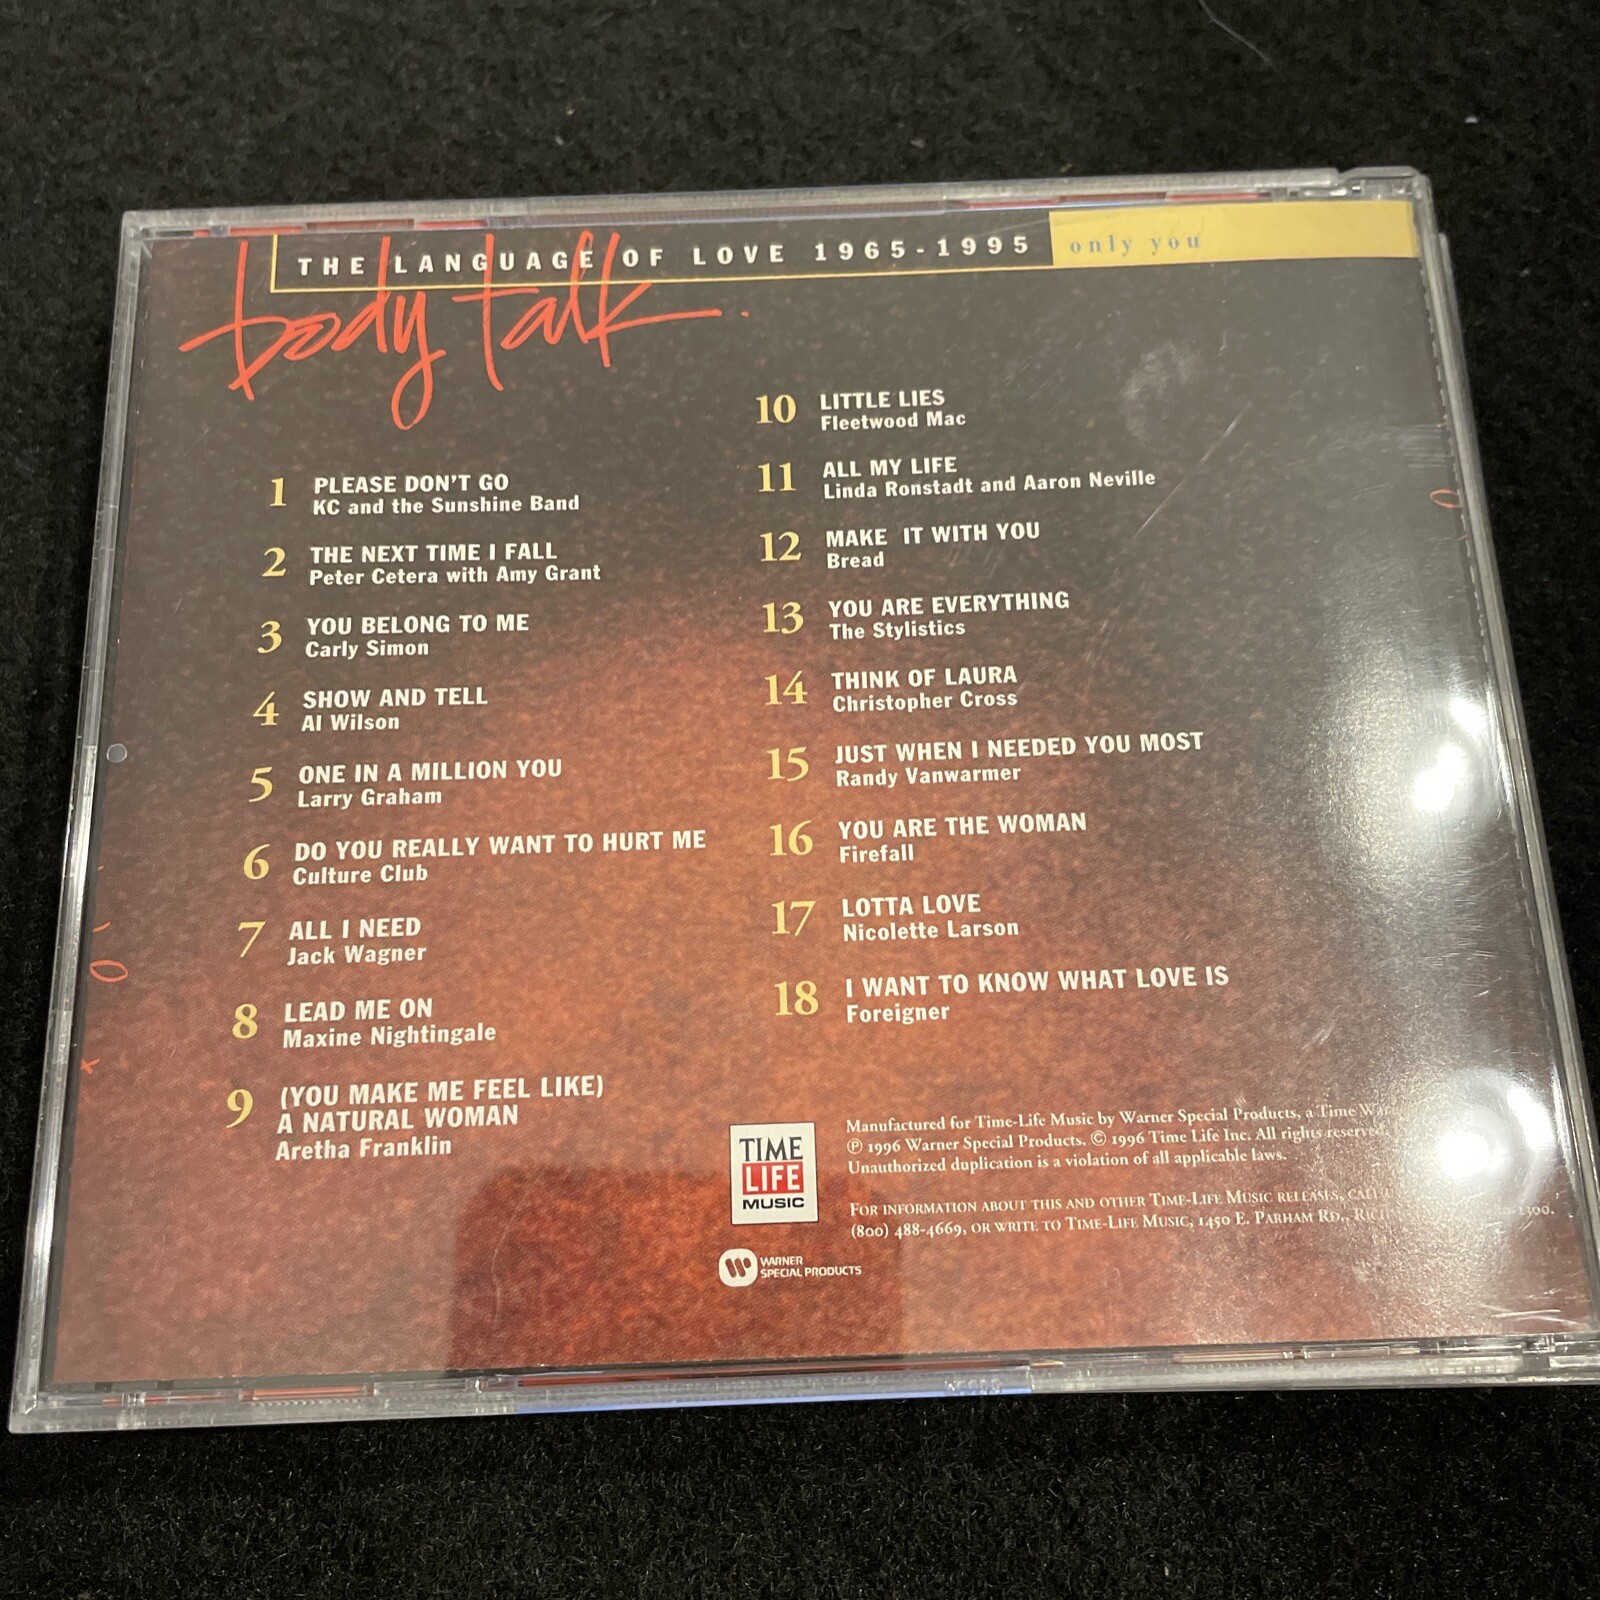 THE LANGUAGE OF LOVE 1965-1995
only you
body talk.
1 PLEASE DON'T GO
KC and the Sunshine Band
2 THE NEXT TIME I FALL
Peter Cetera with Amy Grant
3 YOU BELONG TO ME
Carly Simon
4 SHOW AND TELL
Al Wilson
5 ONE IN A MILLION YOU
Larry Graham
6 DO YOU REALLY WANT TO HURT ME
Culture Club
7 ALL I NEED
Jack Wagner
8 LEAD ME ON
Maxine Nightingale
9 (YOU MAKE ME FEEL LIKE)
A NATURAL WOMAN
Aretha Franklin
10 LITTLE LIES
Fleetwood Mac
11 ALL MY LIFE
Linda Ronstadt and Aaron Neville
12 MAKE IT WITH YOU
Bread
13 YOU ARE EVERYTHING
The Stylistics
14 THINK OF LAURA
Christopher Cross
15 JUST WHEN I NEEDED YOU MOST
Randy Vanwarmer
16 YOU ARE THE WOMAN
Firefall
17 LOTTA LOVE
Nicolette Larson
18 I WANT TO KNOW WHAT LOVE IS
Foreigner
TIME
LIFE
MUSIC
WARNER
SPECIAL PRODUCTS
Manufactured for Time-Life Music by Warner Special Products, a Time
℗ 1996 Warner Special Products. © 1996 Time Life Inc. All rights reserved.
Unauthorized duplication is a violation of all applicable laws.
FOR INFORMATION ABOUT THIS AND OTHER TIME-LIFE MUSIC RELEASES, CALL
(800) 488-4669, OR WRITE TO TIME-LIFE MUSIC, 1450 E. PARHAM RD.,